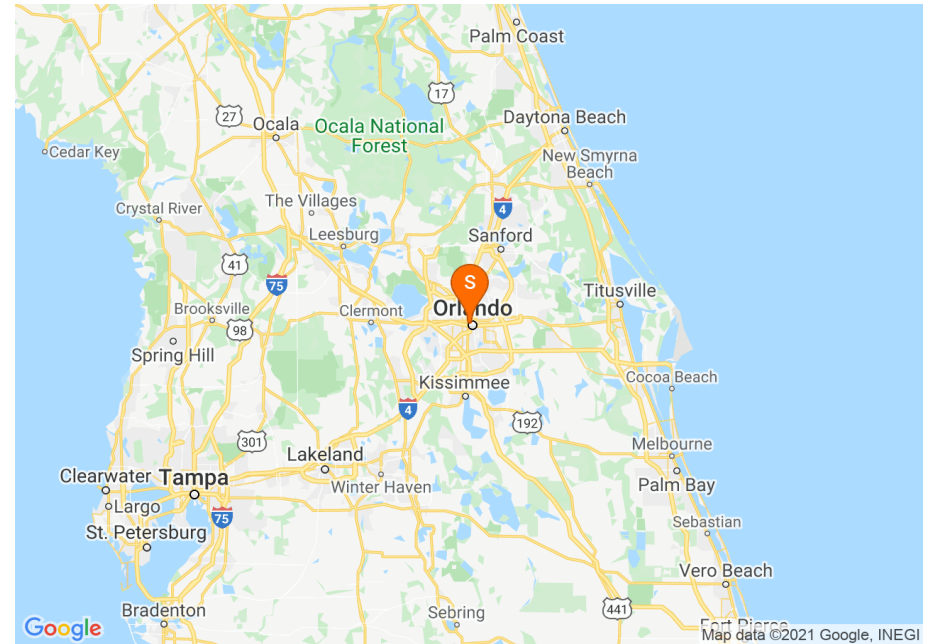 Palm Coast
17
27
Ocala
Ocala National
Forest
Daytona Beach
Cedar Key
New Smyrna
Beach
The Villages
Crystal River
4
Leesburg
Sanford
41
75
S
Titusville
Brooksville
Clermont
Orlando
98
Spring Hill
Cocoa Beach
Kissimmee
4
192
301
Melbourne
Lakeland
Clearwater
Tampa
Palm Bay
Winter Haven
Largo
75
Sebastian
St. Petersburg
Vero Beach
Bradenton
441
Sebring
Fort Pierce
Google
Map data ©2021 Google, INEGI